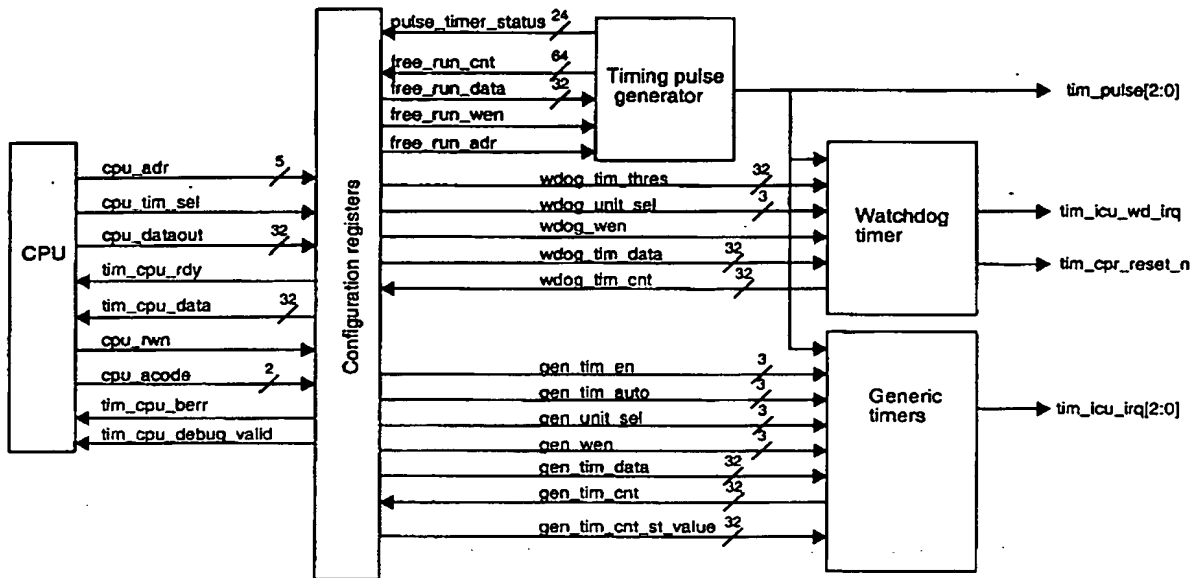 CPU
cpu_adr
5
cpu_tim_sel
cpu_dataout
32
tim_cpu_rdy
tim_cpu_data
32
cpu_rwn
cpu_acode
2
tim_cpu_berr
tim_cpu_debug_valid
Configuration registers
pulse_timer_status
24
free_run_cnt
64
free_run_data
32
free_run_wen
free_run_adr
Timing pulse
generator
tim_pulse[2:0]
wdog_tim_thres
32
wdog_unit_sel
3
wdog_wen
wdog_tim_data
32
wdog_tim_cnt
32
Watchdog
timer
tim_icu_wd_irq
tim_cpr_reset_n
gen_tim_en
3
gen_tim_auto
3
gen_unit_sel
3
gen_wen
3
gen_tim_data
32
gen_tim_cnt
32
gen_tim_cnt_st_value
32
Generic
timers
tim_icu_irq[2:0]